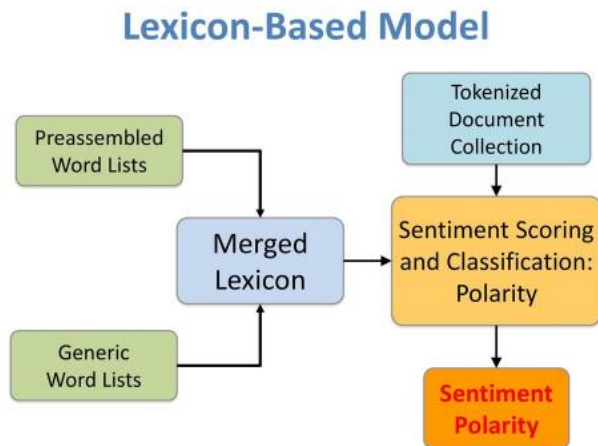 Lexicon-Based Model
Tokenized
Document
Collection
Preassembled
Word Lists
Merged
Lexicon
Sentiment Scoring
and Classification:
Polarity
Generic
Word Lists
Sentiment
Polarity